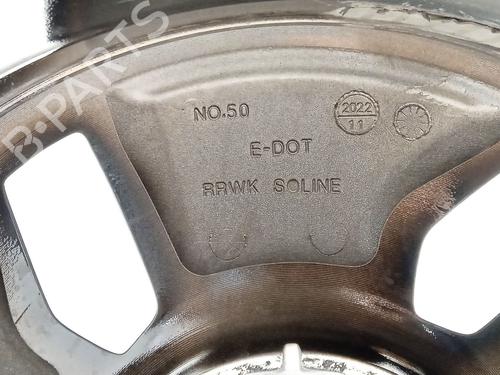 B-PARTS
NO.50
2022
11
E-DOT
RRWK SOLINE